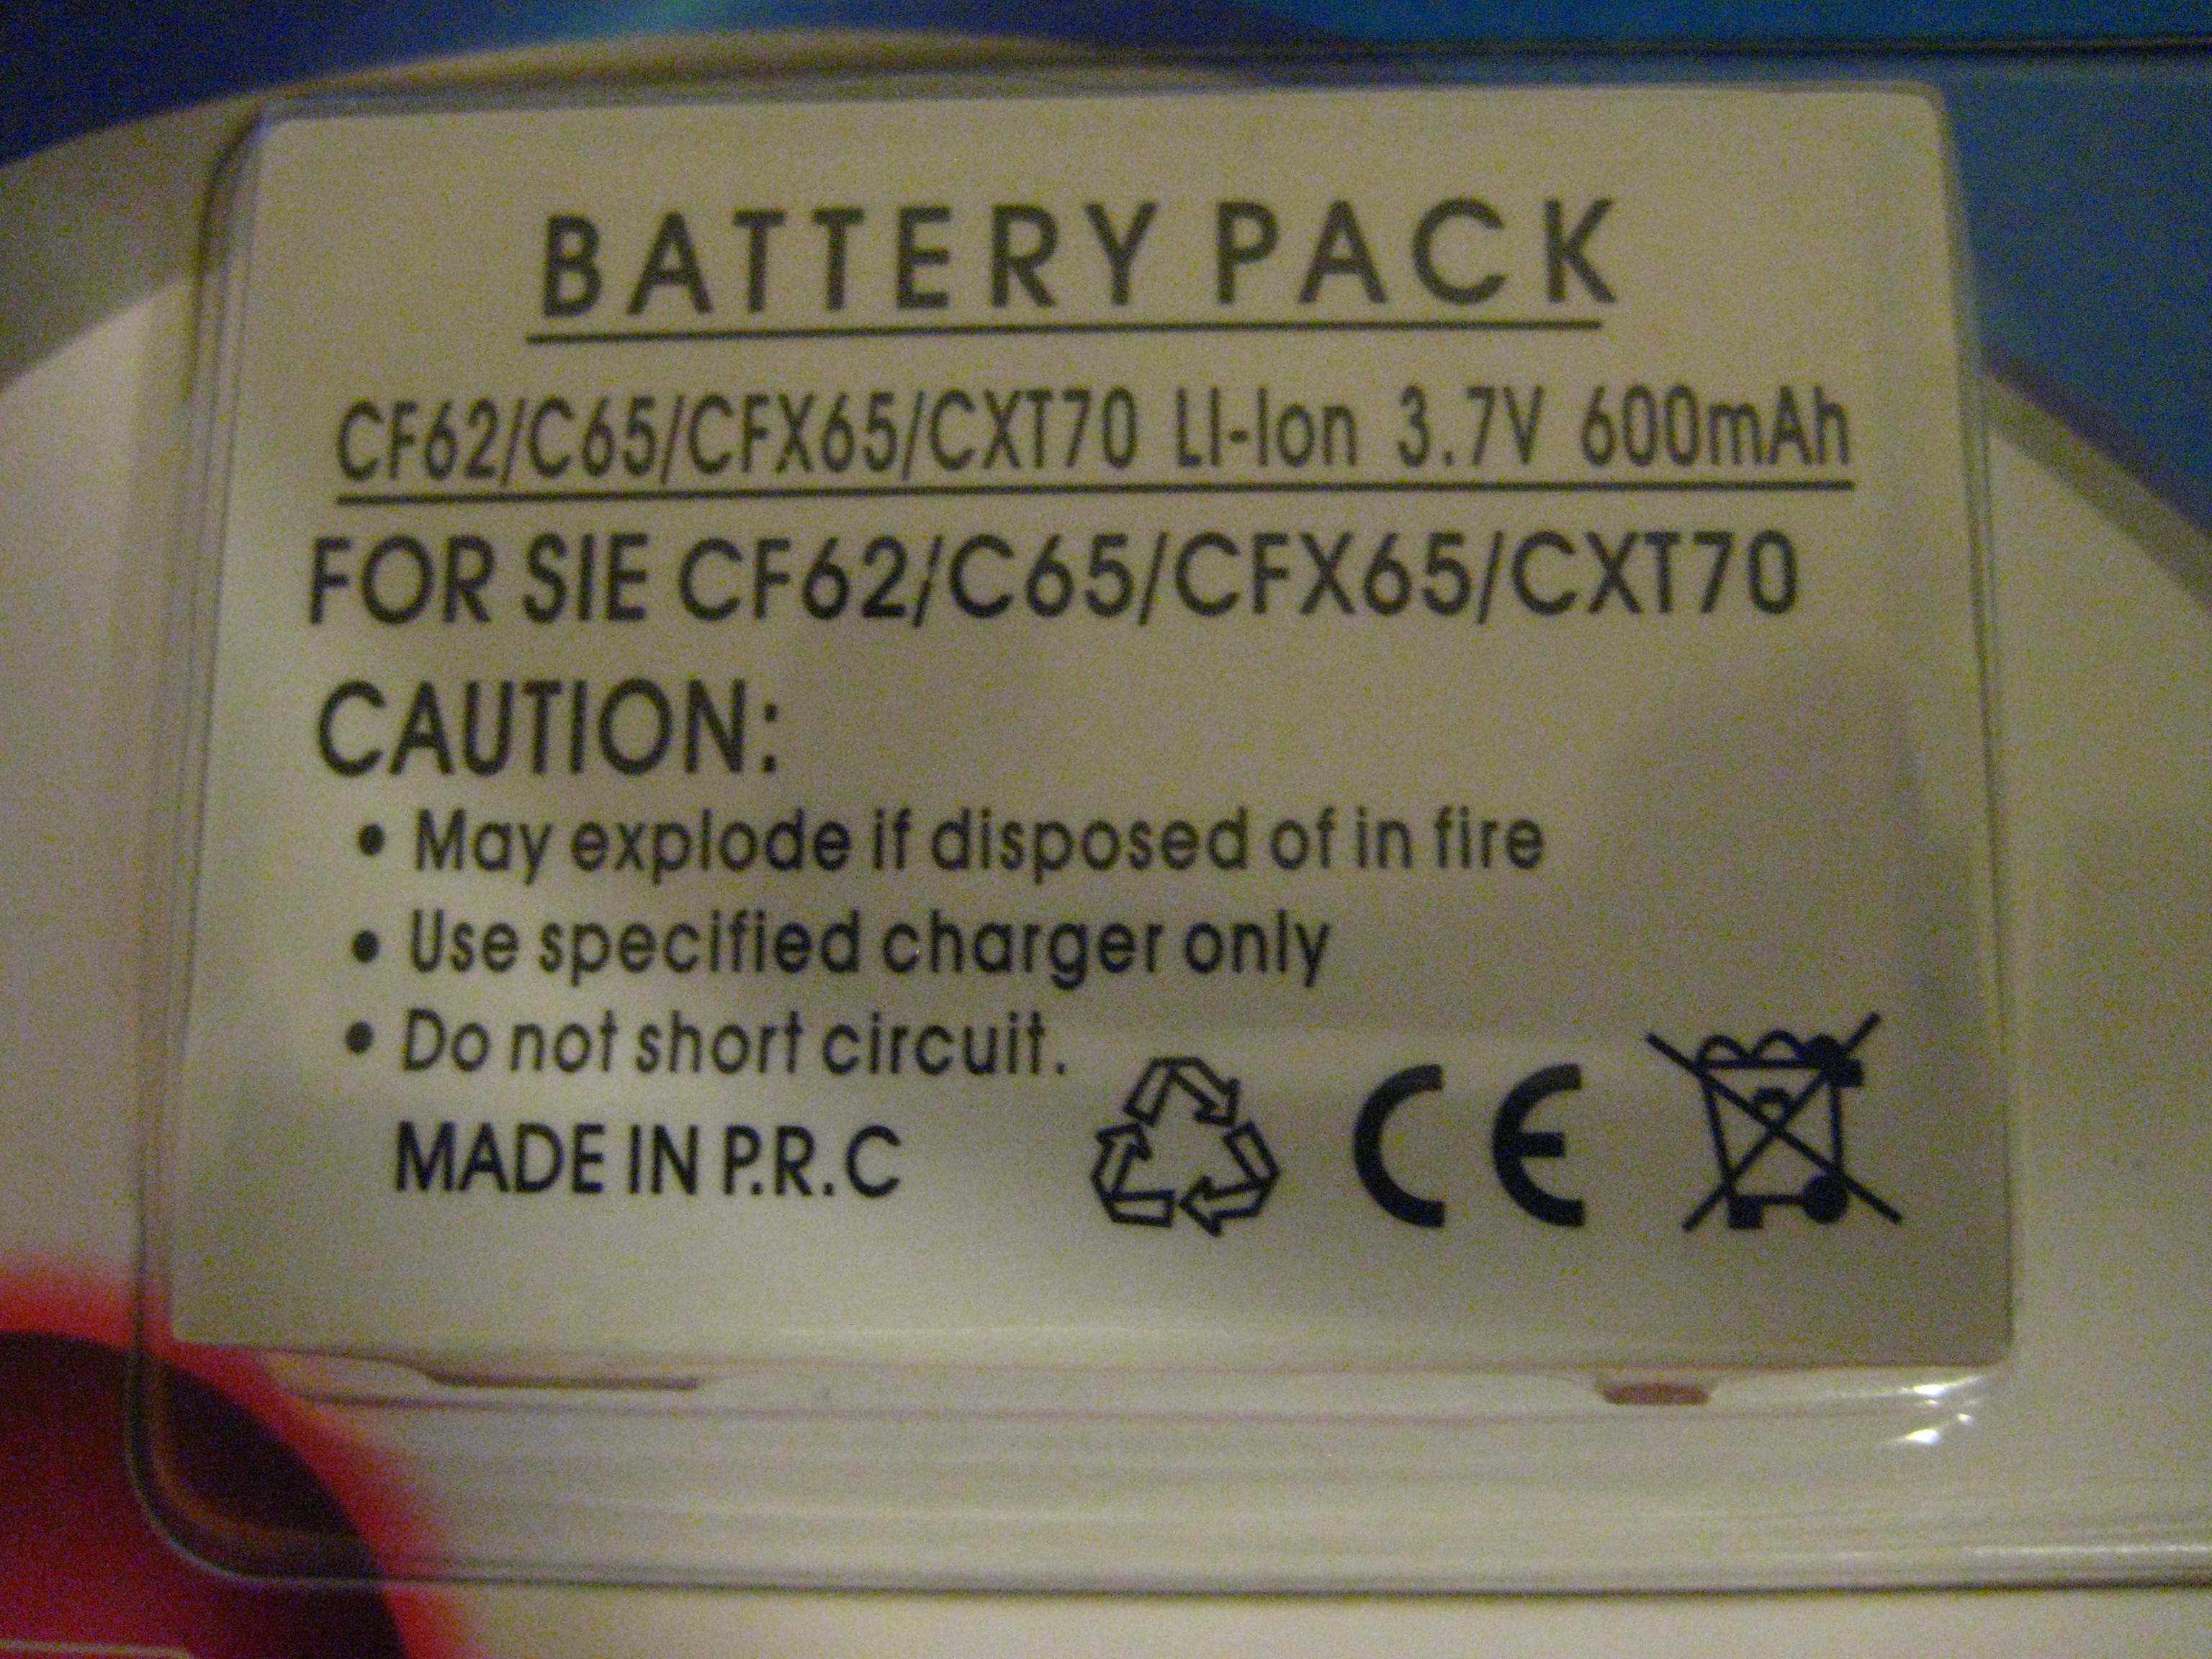 BATTERY PACK
CF62/C65/CFX65/CXT70 LI-Ion 3.7V 600mAh
FOR SIE CF62/C65/CFX65/CXT70
CAUTION:
• May explode if disposed of in fire
• Use specified charger only
• Do not short circuit.
MADE IN P.R.C
CE